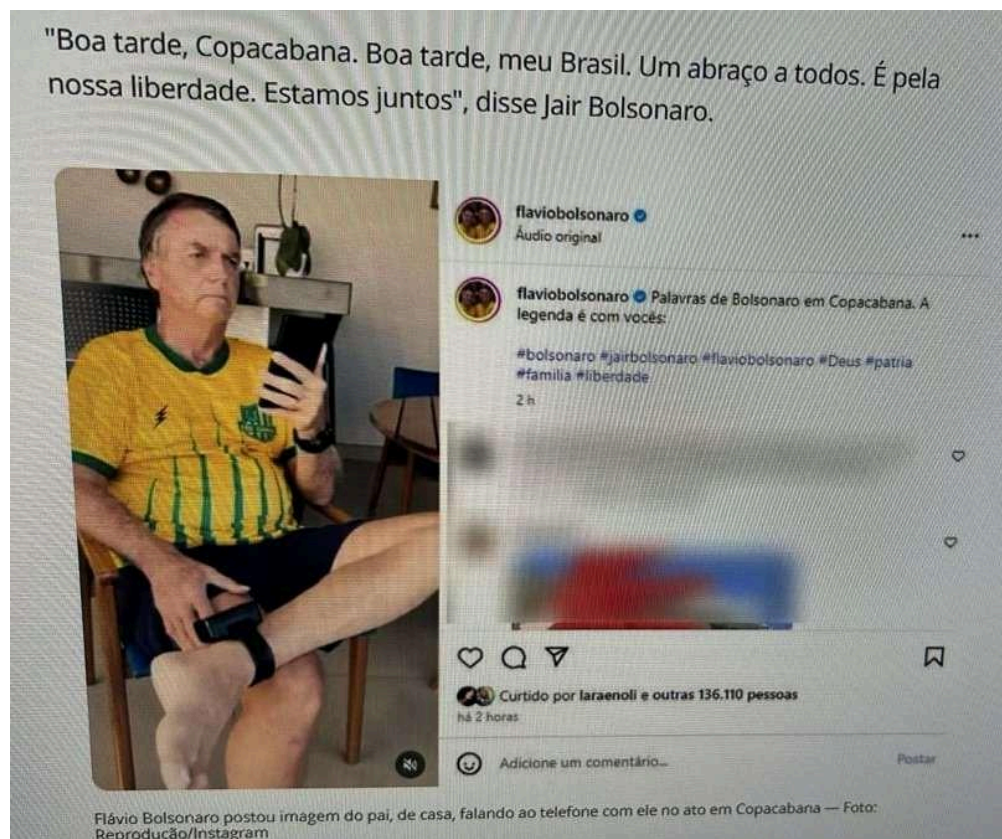 "Boa tarde, Copacabana. Boa tarde, meu Brasil. Um abraço a todos. É pela
nossa liberdade. Estamos juntos", disse Jair Bolsonaro.
flaviobolsonaro
Áudio original
flaviobolsonaro Palavras de Bolsonaro em Copacabana. A
legenda é com vocês:
#bolsonaro #jairbolsonaro #flaviobolsonaro #Deus #patria
#familia #liberdade
2 h
Curtido por laraenoli e outras 136.110 pessoas
há 2 horas
Adicione um comentário...
Postar
Flávio Bolsonaro postou imagem do pai, de casa, falando ao telefone com ele no ato em Copacabana — Foto:
Reprodução/Instagram